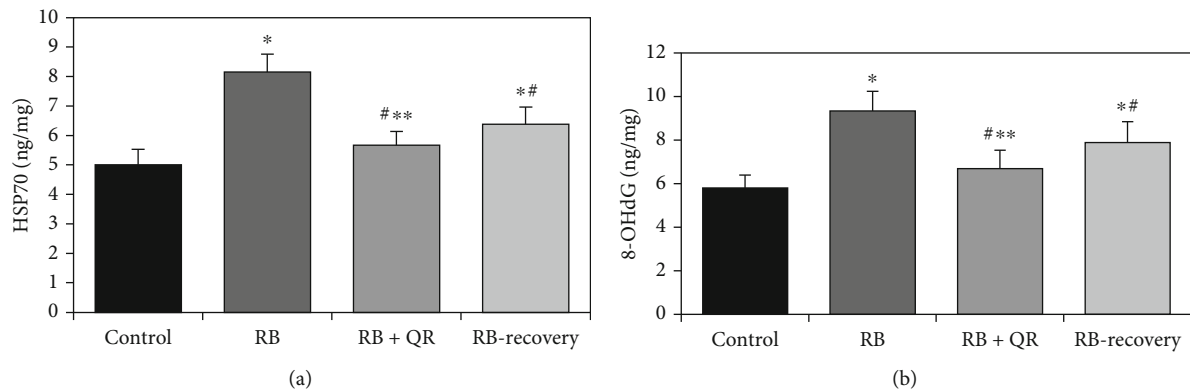 10
9
8
7
6
5
4
3
2
1
0
HSP70 (ng/mg)
*
#**
*#
Control
RB
RB + QR
RB-recovery
(a)
12
10
8
6
4
2
0
8-OHdG (ng/mg)
*
#**
*#
Control
RB
RB + QR
RB-recovery
(b)